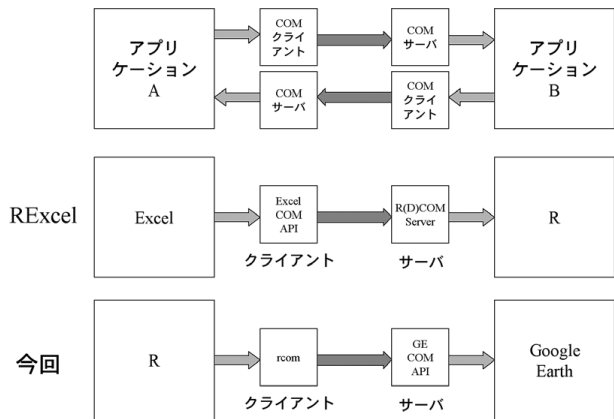 アプリ
ケーション
A
COM
クライ
アント
COM
サーバ
アプリ
ケーション
B
COM
サーバ
COM
クライ
アント
RExcel
Excel
Excel
COM
API
R(D)COM
Server
R
クライアント
サーバ
今回
R
rcom
GE
COM
API
Google
Earth
クライアント
サーバ